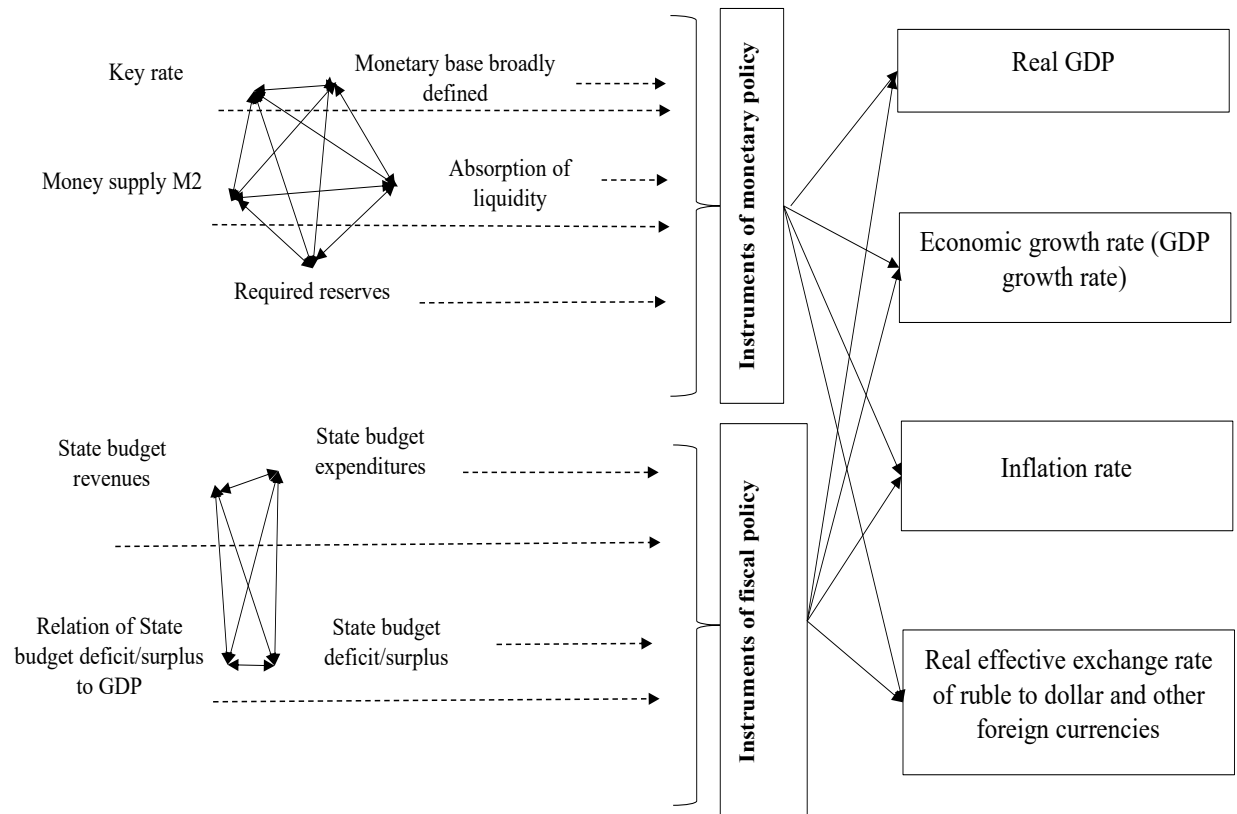 Key rate
Monetary base broadly
defined
Money supply M2
Absorption of
liquidity
Required reserves
Instruments of monetary policy
State budget
revenues
State budget
expenditures
Relation of State
budget deficit/surplus
to GDP
State budget
deficit/surplus
Instruments of fiscal policy
Real GDP
Economic growth rate (GDP
growth rate)
Inflation rate
Real effective exchange rate
of ruble to dollar and other
foreign currencies